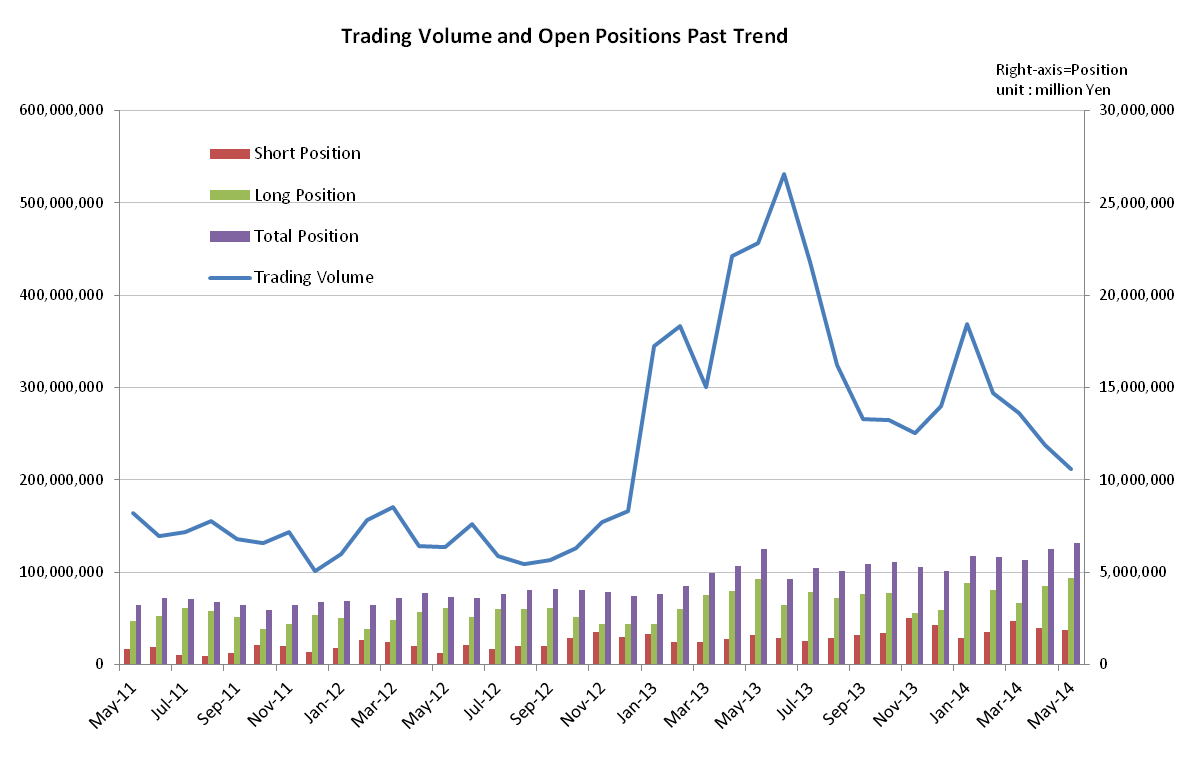 Trading Volume and Open Positions Past Trend
Right-axis=Position
unit : million Yen
600,000,000
500,000,000
400,000,000
300,000,000
200,000,000
100,000,000
0
30,000,000
25,000,000
20,000,000
15,000,000
10,000,000
5,000,000
0
Short Position
Long Position
Total Position
Trading Volume
May-11
Jul-11
Sep-11
Nov-11
Jan-12
Mar-12
May-12
Jul-12
Sep-12
Nov-12
Jan-13
Mar-13
May-13
Jul-13
Sep-13
Nov-13
Jan-14
Mar-14
May-14